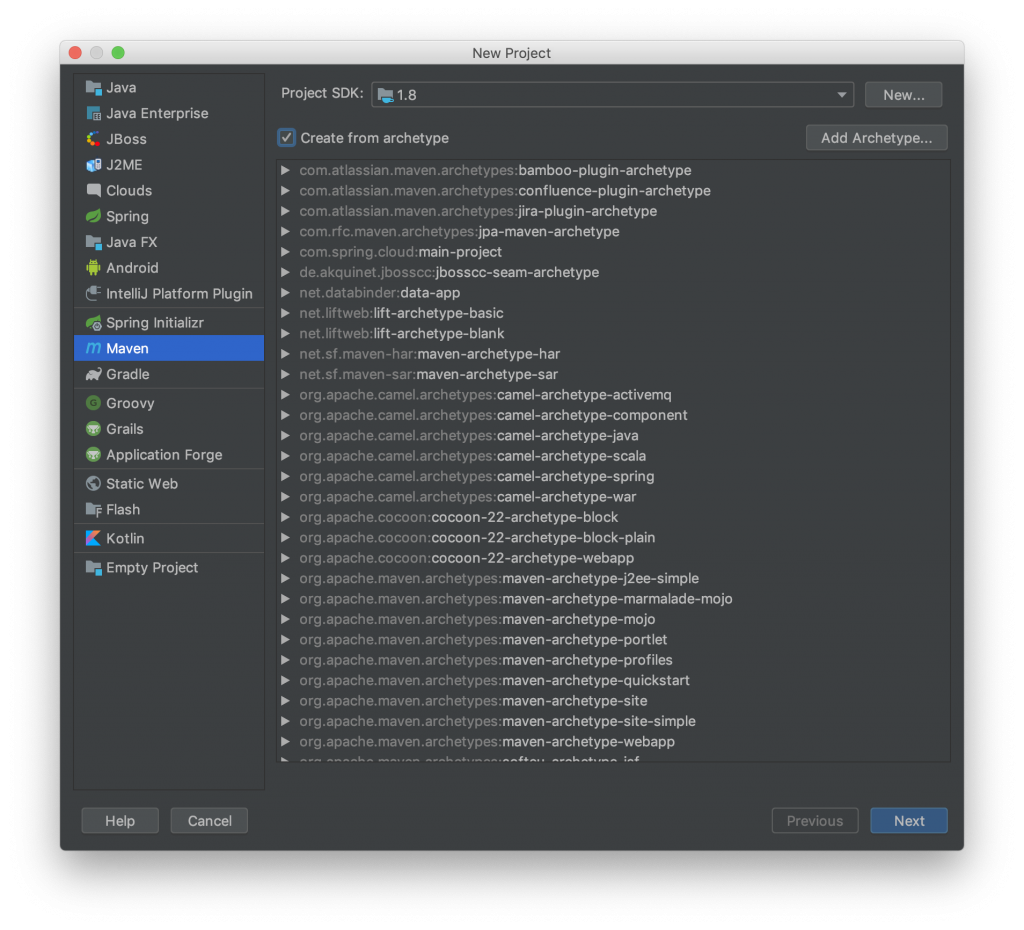 New Project
Java
Java Enterprise
JBoss
J2ME
Clouds
Spring
Java FX
Android
IntelliJ Platform Plugin
Spring Initializr
Maven
Gradle
Groovy
Grails
Application Forge
Static Web
Flash
Kotlin
Empty Project
Project SDK: 1.8 New...
Create from archetype Add Archetype...
com.atlassian.maven.archetypes:bamboo-plugin-archetype
com.atlassian.maven.archetypes:confluence-plugin-archetype
com.atlassian.maven.archetypes:jira-plugin-archetype
com.rfc.maven.archetypes:jpa-maven-archetype
com.spring.cloud:main-project
de.akquinet.jbosscc:jbosscc-seam-archetype
net.databinder:data-app
net.liftweb:lift-archetype-basic
net.liftweb:lift-archetype-blank
net.sf.maven-har:maven-archetype-har
net.sf.maven-sar:maven-archetype-sar
org.apache.camel.archetypes:camel-archetype-activemq
org.apache.camel.archetypes:camel-archetype-component
org.apache.camel.archetypes:camel-archetype-java
org.apache.camel.archetypes:camel-archetype-scala
org.apache.camel.archetypes:camel-archetype-spring
org.apache.camel.archetypes:camel-archetype-war
org.apache.cocoon:cocoon-22-archetype-block
org.apache.cocoon:cocoon-22-archetype-block-plain
org.apache.cocoon:cocoon-22-archetype-webapp
org.apache.maven.archetypes:maven-archetype-j2ee-simple
org.apache.maven.archetypes:maven-archetype-marmalade-mojo
org.apache.maven.archetypes:maven-archetype-mojo
org.apache.maven.archetypes:maven-archetype-portlet
org.apache.maven.archetypes:maven-archetype-profiles
org.apache.maven.archetypes:maven-archetype-quickstart
org.apache.maven.archetypes:maven-archetype-site
org.apache.maven.archetypes:maven-archetype-site-simple
org.apache.maven.archetypes:maven-archetype-webapp
Help Cancel Previous Next